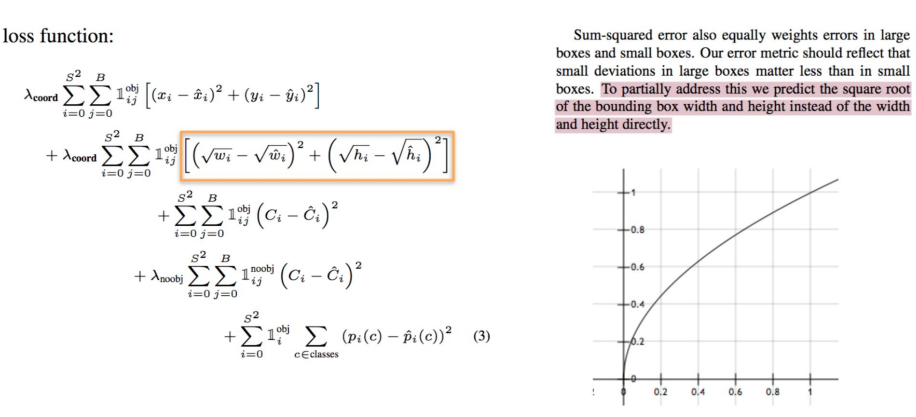 loss function:
λcoord ∑_{i=0}^{S²} ∑_{j=0}^{B} 𝟙_{ij}^{obj} [(x_i − x̂_i)² + (y_i − ŷ_i)²]
+ λcoord ∑_{i=0}^{S²} ∑_{j=0}^{B} 𝟙_{ij}^{obj} [(√w_i − √ŵ_i)² + (√h_i − √ĥ_i)²]
+ ∑_{i=0}^{S²} ∑_{j=0}^{B} 𝟙_{ij}^{obj} (C_i − Ĉ_i)²
+ λnoobj ∑_{i=0}^{S²} ∑_{j=0}^{B} 𝟙_{ij}^{noobj} (C_i − Ĉ_i)²
+ ∑_{i=0}^{S²} 𝟙_{i}^{obj} ∑_{c∈classes} (p_i(c) − p̂_i(c))² (3)
Sum-squared error also equally weights errors in large
boxes and small boxes. Our error metric should reflect that
small deviations in large boxes matter less than in small
boxes. To partially address this we predict the square root
of the bounding box width and height instead of the width
and height directly.
1
0.8
0.6
0.4
0.2
0
0 0.2 0.4 0.6 0.8 1